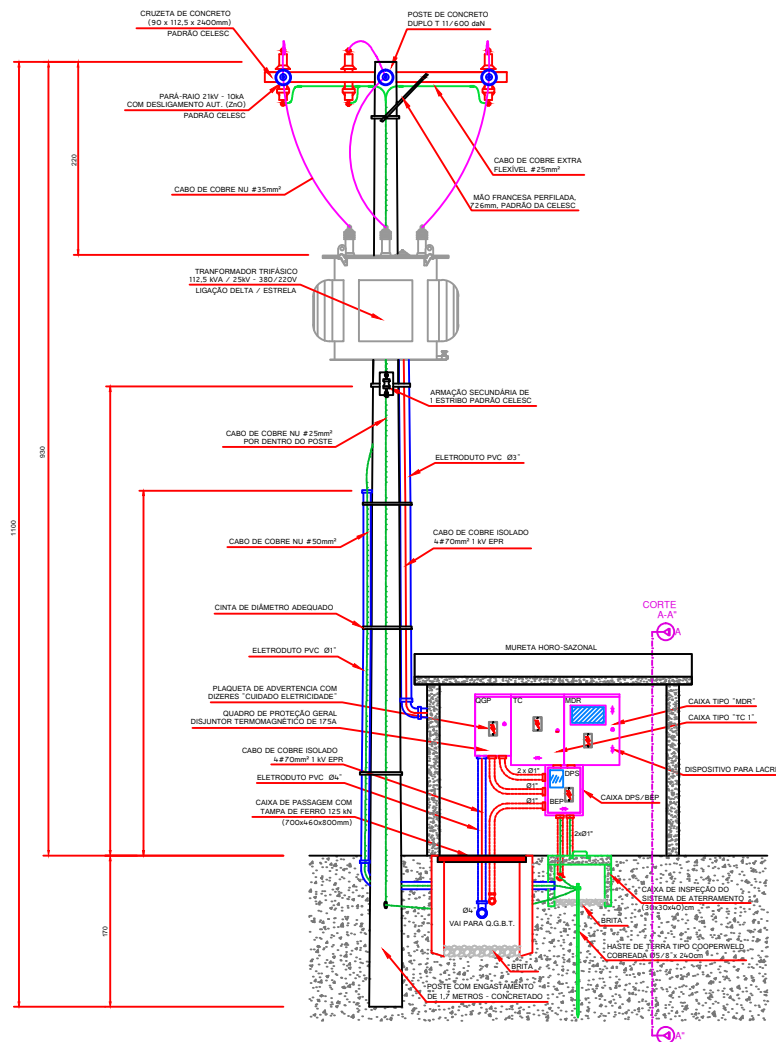 CRUZETA DE CONCRETO
(90 x 112,5 x 2400mm)
PADRÃO CELESC
POSTE DE CONCRETO
DUPLO T 11/600 daN
PARÁ-RAIO 21kV - 10kA
COM DESLIGAMENTO AUT. (ZnO)
PADRÃO CELESC
CABO DE COBRE EXTRA
FLEXÍVEL #25mm²
CABO DE COBRE NU #35mm²
MÃO FRANCESA PERFILADA,
726mm, PADRÃO DA CELESC
220
TRANFORMADOR TRIFÁSICO
112,5 kVA / 25kV - 380/220V
LIGAÇÃO DELTA / ESTRELA
ARMAÇÃO SECUNDÁRIA DE
1 ESTRIBO PADRÃO CELESC
CABO DE COBRE NU #25mm²
POR DENTRO DO POSTE
930
1100
ELETRODUTO PVC Ø3"
CABO DE COBRE NU #50mm²
CABO DE COBRE ISOLADO
4#70mm² 1 kV EPR
CINTA DE DIÂMETRO ADEQUADO
CORTE
A-A"
A
MURETA HORO-SAZONAL
ELETRODUTO PVC Ø1"
PLAQUETA DE ADVERTENCIA COM
DIZERES "CUIDADO ELETRICIDADE"
QUADRO DE PROTEÇÃO GERAL
DISJUNTOR TERMOMAGNÉTICO DE 175A
QGP
TC
MDR
CAIXA TIPO "MDR"
CAIXA TIPO "TC 1"
CABO DE COBRE ISOLADO
4#70mm² 1 kV EPR
ELETRODUTO PVC Ø4"
DISPOSITIVO PARA LACRE
2 x Ø1"
DPS
Ø1"
Ø1"
BEP
CAIXA DPS/BEP
CAIXA DE PASSAGEM COM
TAMPA DE FERRO 125 kN
(700x460x800mm)
2xØ1"
CAIXA DE INSPEÇÃO DO
SISTEMA DE ATERRAMENTO
(30x30x40)cm
Ø4"
VAI PARA Q.G.B.T.
BRITA
170
HASTE DE TERRA TIPO COOPERWELD
COBREADA Ø5/8"x 240cm
BRITA
POSTE COM ENGASTAMENTO
DE 1,7 METROS - CONCRETADO
A"